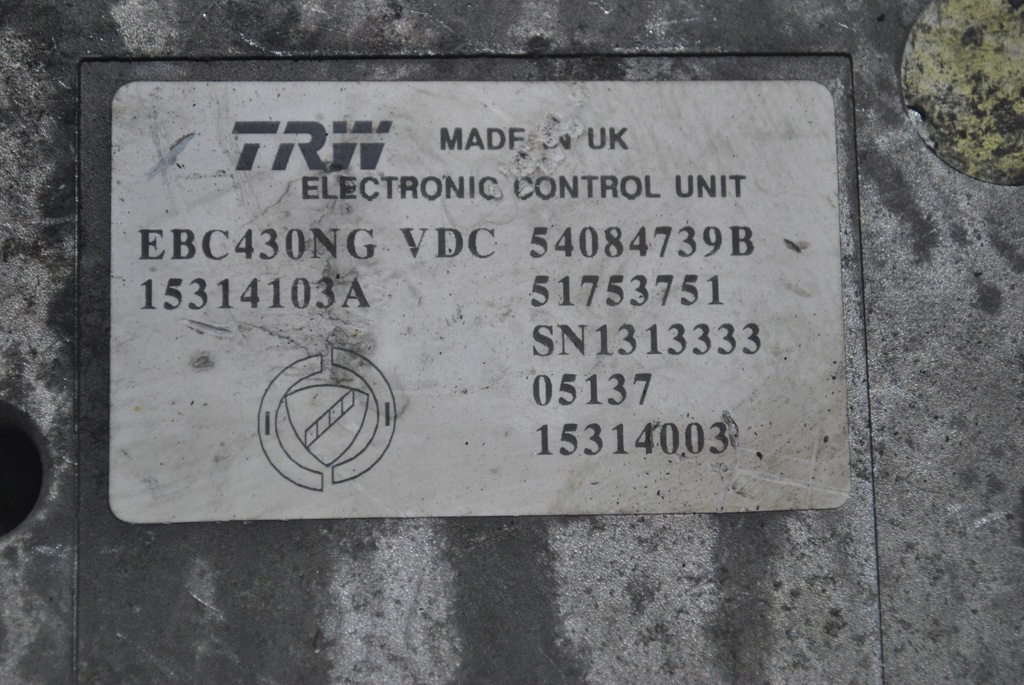 TRW MADE IN UK
ELECTRONIC CONTROL UNIT
EBC430NG VDC 54084739B
15314103A 51753751
SN1313333
05137
15314003